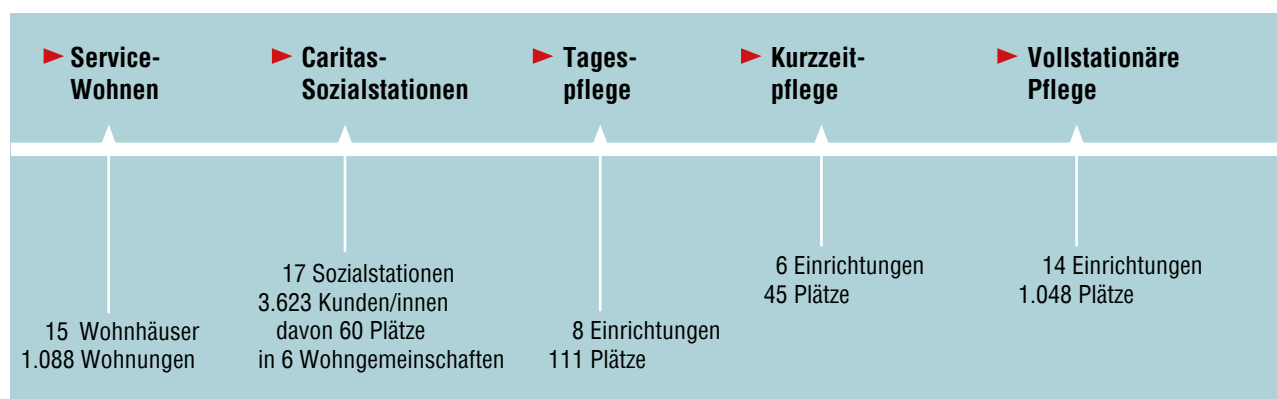 Service-
Wohnen
Caritas-
Sozialstationen
Tages-
pflege
Kurzzeit-
pflege
Vollstationäre
Pflege
15 Wohnhäuser
1.088 Wohnungen
17 Sozialstationen
3.623 Kunden/innen
davon 60 Plätze
in 6 Wohngemeinschaften
8 Einrichtungen
111 Plätze
6 Einrichtungen
45 Plätze
14 Einrichtungen
1.048 Plätze